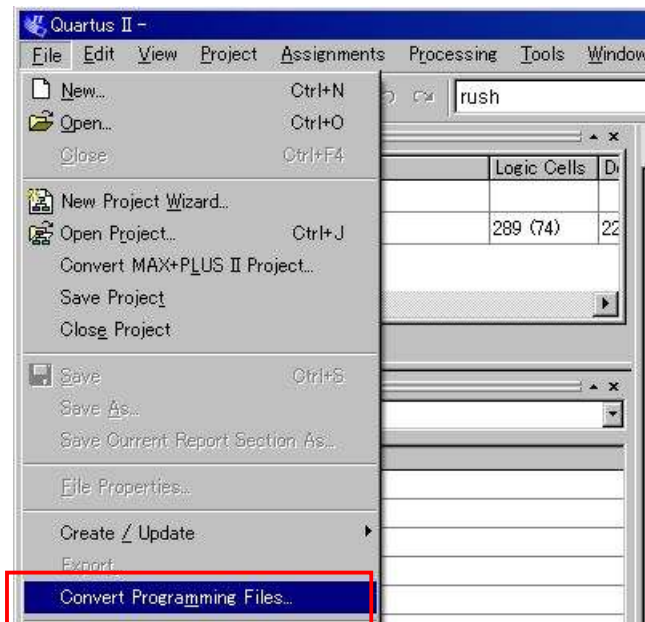 Quartus II -
File Edit View Project Assignments Processing Tools Window
New... Ctrl+N
rush
Open... Ctrl+O
Close Ctrl+F4
Logic Cells
New Project Wizard...
Open Project... Ctrl+J
289 (74) 22
Convert MAX+PLUS II Project...
Save Project
Close Project
Save Ctrl+S
Save As...
Save Current Report Section As...
File Properties...
Create / Update
Export...
Convert Programming Files...